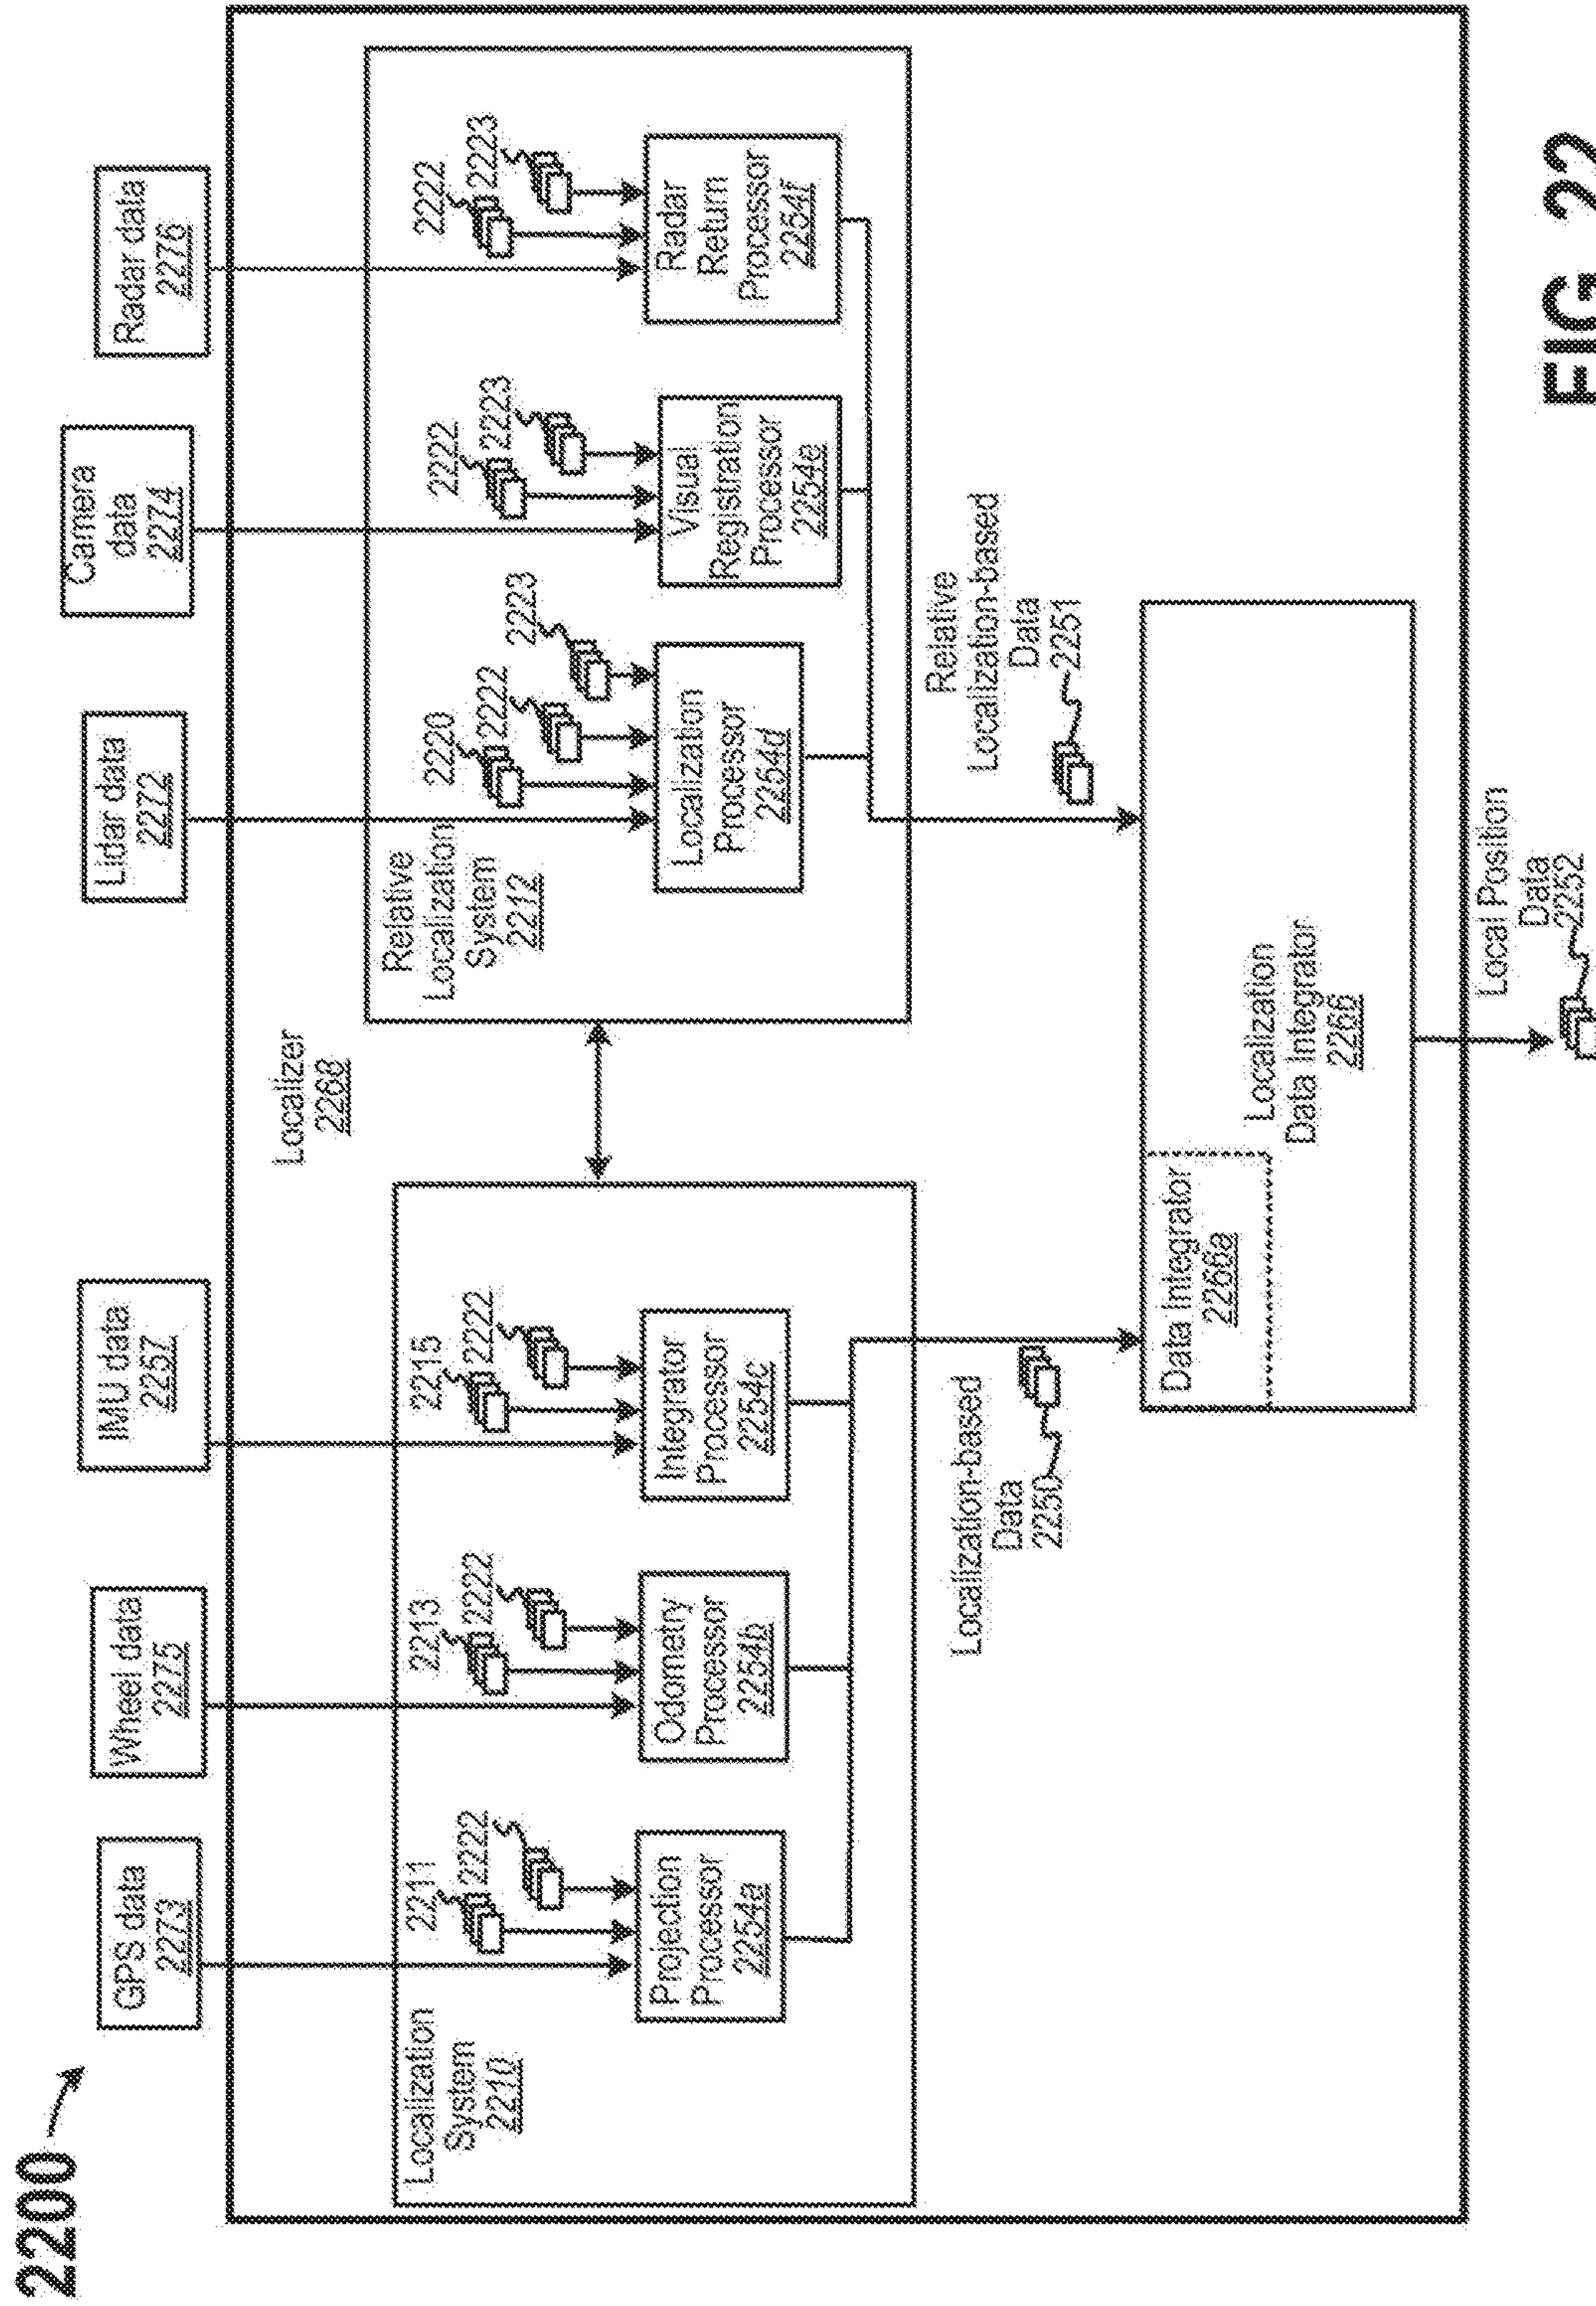 2200
GPS data
2273
Wheel data
2275
IMU data
2257
Lidar data
2272
Camera
data
2274
Radar data
2276
Localizer
2268
Localization
System
2210
2211
2222
Projection
Processor
2254a
2213
2222
Odometry
Processor
2254b
2215
2222
Integrator
Processor
2254c
Relative
Localization
System
2212
2220
2222
2223
Localization
Processor
2254d
2222
2223
Visual
Registration
Processor
2254e
2222
2223
Radar
Return
Processor
2254f
Localization-based
Data
2250
Relative
Localization-based
Data
2251
Data Integrator
2266a
Localization
Data Integrator
2266
Local Position
Data
2252
FIG. 22